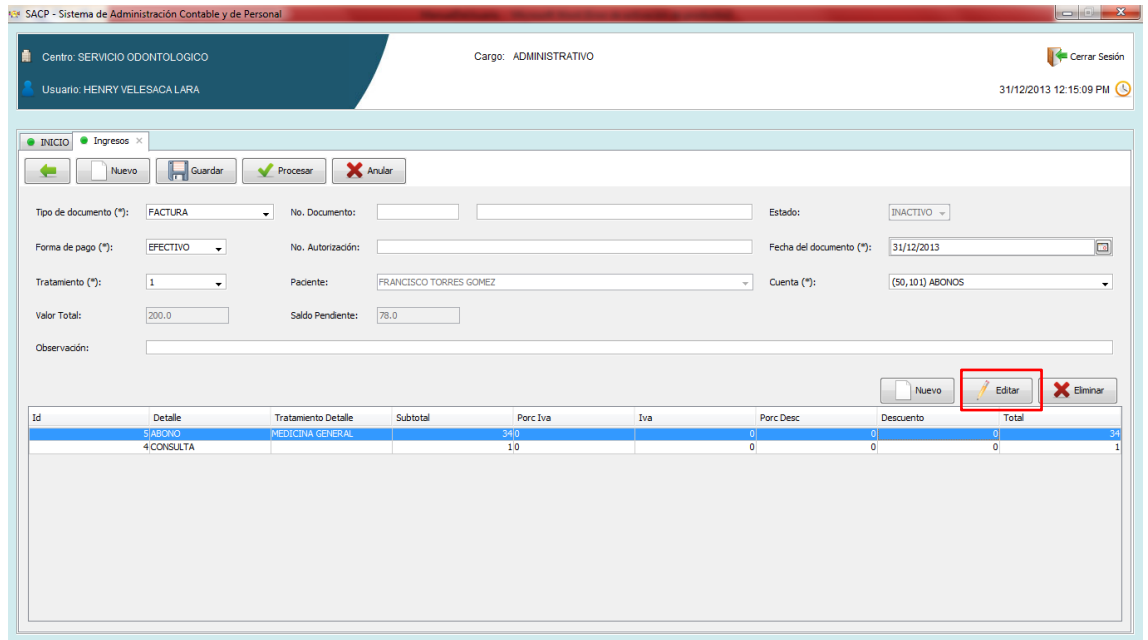 SACP - Sistema de Administración Contable y de Personal
Centro: SERVICIO ODONTOLOGICO Cargo: ADMINISTRATIVO Cerrar Sesión
Usuario: HENRY VELESACA LARA 31/12/2013 12:15:09 PM
INICIO Ingresos
Nuevo Guardar Procesar Anular
Tipo de documento (*): FACTURA No. Documento: Estado: INACTIVO
Forma de pago (*): EFECTIVO No. Autorización: Fecha del documento (*): 31/12/2013
Tratamiento (*): 1 Paciente: FRANCISCO TORRES GOMEZ Cuenta (*): (50,101) ABONOS
Valor Total: 200.0 Saldo Pendiente: 78.0
Observación:
Nuevo Editar Eliminar
Id Detalle Tratamiento Detalle Subtotal Porc Iva Iva Porc Desc Descuento Total
5 ABONO MEDICINA GENERAL 34 0 0 0 0 34
4 CONSULTA 1 0 0 0 0 1